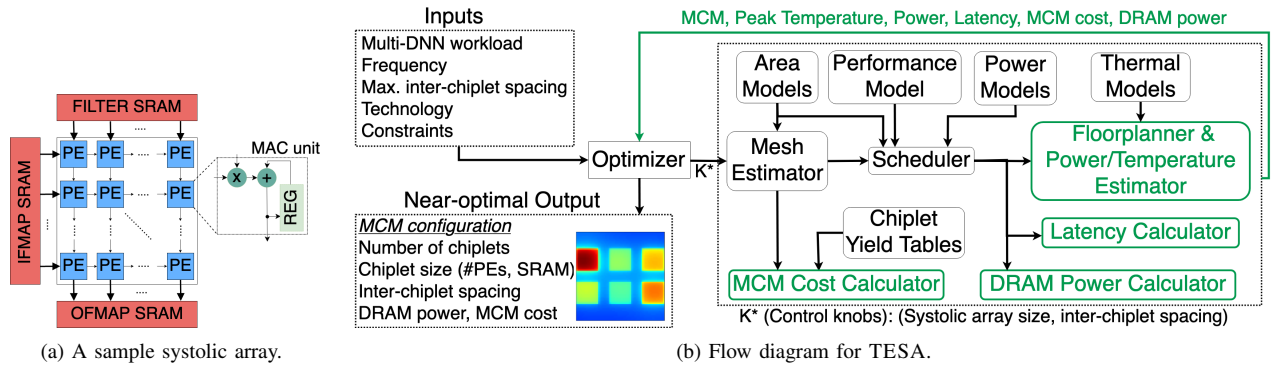 FILTER SRAM
....
PE
PE
....
PE
MAC unit
PE
PE
....
PE
X
+
REG
IFMAP SRAM
....
PE
PE
....
PE
....
OFMAP SRAM
(a) A sample systolic array.
Inputs
Multi-DNN workload
Frequency
Max. inter-chiplet spacing
Technology
Constraints
Optimizer
K*
Near-optimal Output
MCM configuration
Number of chiplets
Chiplet size (#PEs, SRAM)
Inter-chiplet spacing
DRAM power, MCM cost
MCM, Peak Temperature, Power, Latency, MCM cost, DRAM power
Area
Models
Performance
Model
Power
Models
Thermal
Models
Mesh
Estimator
Scheduler
Floorplanner &
Power/Temperature
Estimator
Chiplet
Yield Tables
Latency Calculator
MCM Cost Calculator
DRAM Power Calculator
K* (Control knobs): (Systolic array size, inter-chiplet spacing)
(b) Flow diagram for TESA.